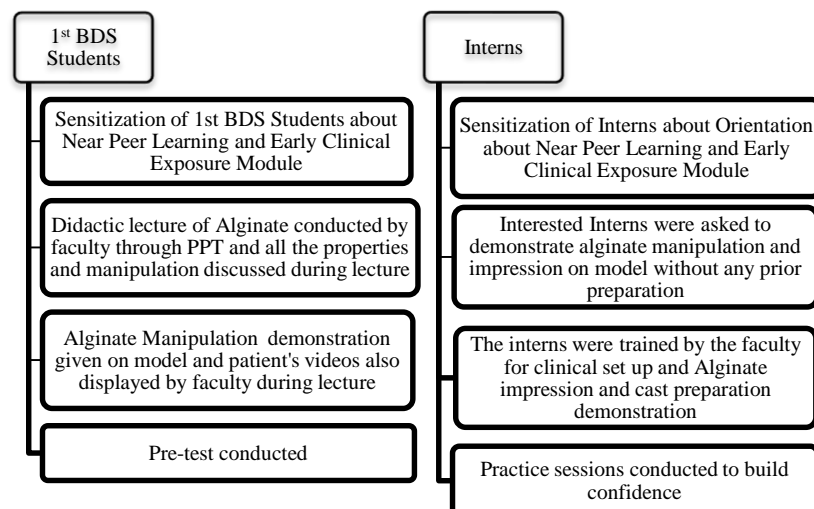 1st BDS
Students
Sensitization of 1st BDS Students about
Near Peer Learning and Early Clinical
Exposure Module
Didactic lecture of Alginate conducted by
faculty through PPT and all the properties
and manipulation discussed during lecture
Alginate Manipulation demonstration
given on model and patient's videos also
displayed by faculty during lecture
Pre-test conducted
Interns
Sensitization of Interns about Orientation
about Near Peer Learning and Early
Clinical Exposure Module
Interested Interns were asked to
demonstrate alginate manipulation and
impression on model without any prior
preparation
The interns were trained by the faculty
for clinical set up and Alginate
impression and cast preparation
demonstration
Practice sessions conducted to build
confidence